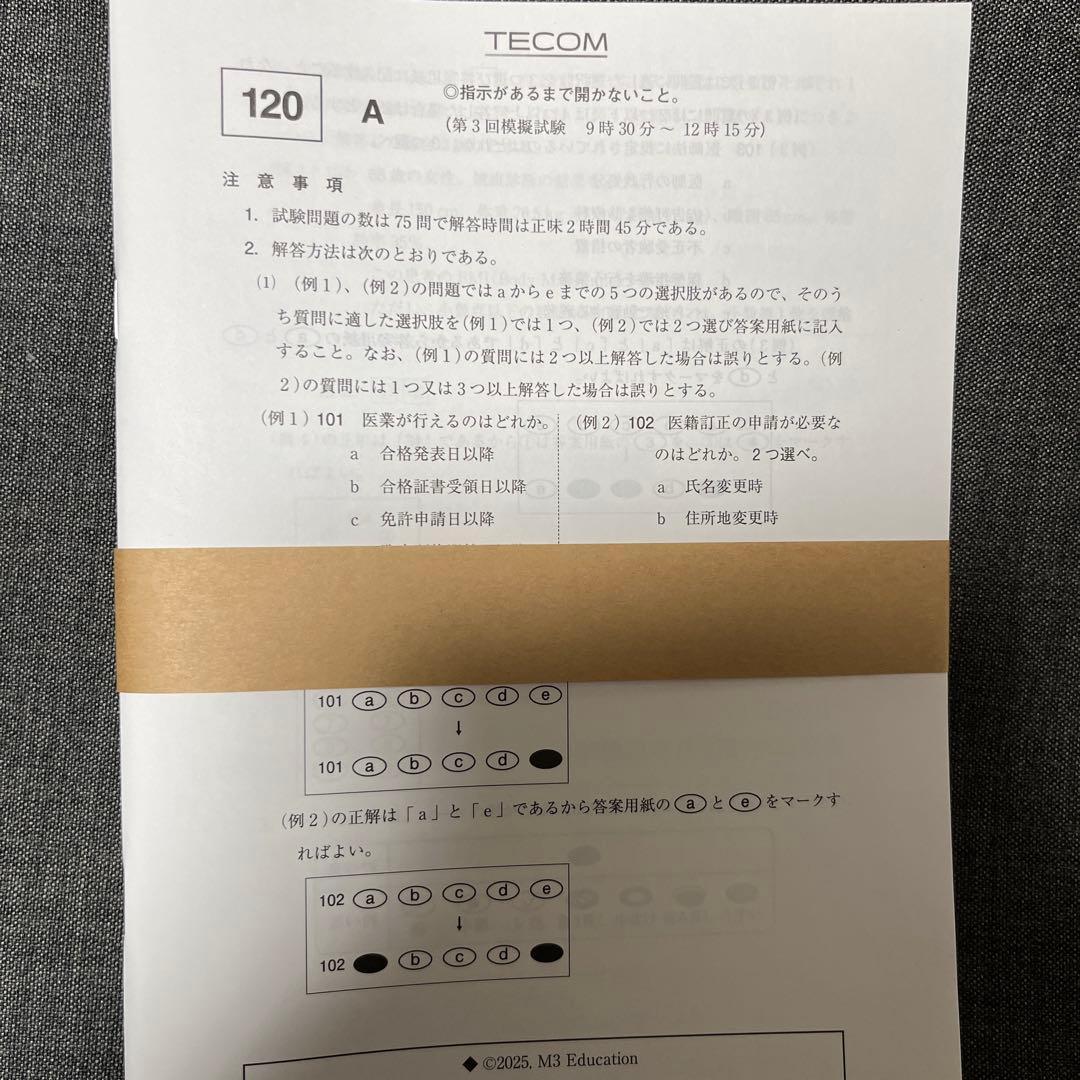 TECOM
120 A
◎指示があるまで開かないこと。
(第3回模擬試験 9時30分～12時15分)
注意事項
1. 試験問題の数は75問で解答時間は正味2時間45分である。
2. 解答方法は次のとおりである。
(1) (例1)、(例2)の問題ではaからeまでの5つの選択肢があるので、そのう
ち質問に適した選択肢を(例1)では1つ、(例2)では2つ選び答案用紙に記入
すること。なお、(例1)の質問には2つ以上解答した場合は誤りとする。(例
2)の質問には1つ又は3つ以上解答した場合は誤りとする。
(例1) 101 医業が行えるのはどれか。
a 合格発表日以降
b 合格証書受領日以降
c 免許申請日以降
(例2) 102 医籍訂正の申請が必要な
のはどれか。2つ選べ。
a 氏名変更時
b 住所地変更時
101 a b c d e
↓
101 a b c d
(例2)の正解は「a」と「e」であるから答案用紙の a と e をマークす
ればよい。
102 a b c d e
↓
102 b c d
◆ ©2025, M3 Education